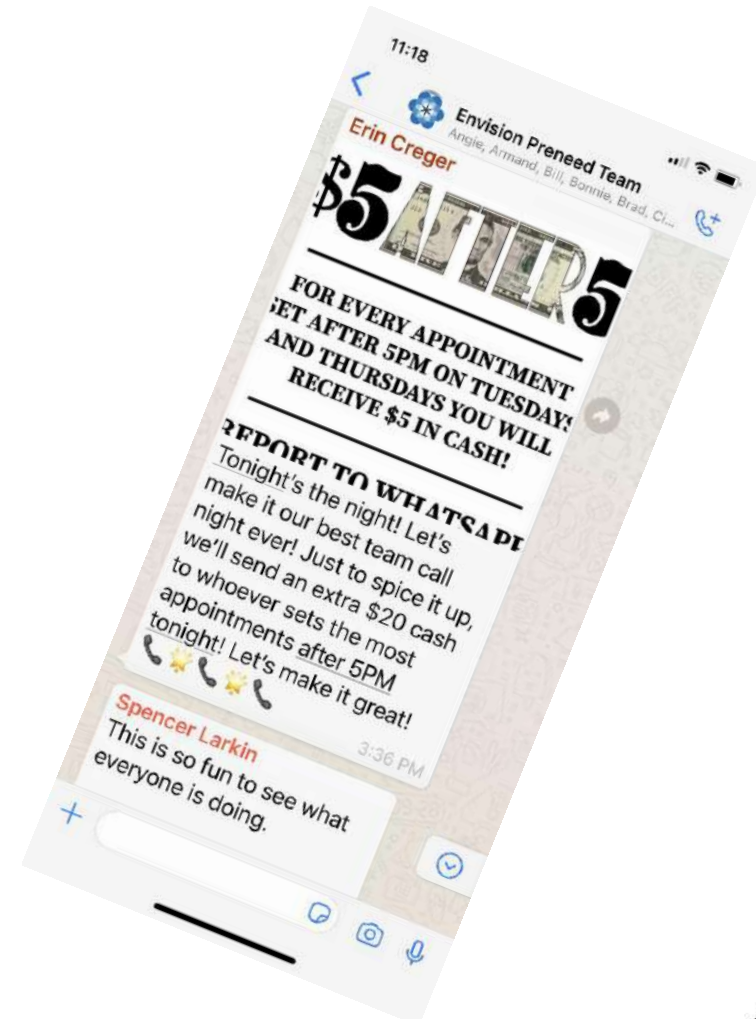 11:18
Envision Preneed Team
Angie, Armand, Bill, Bonnie, Brad, Ci...
Erin Creger
$5 AFTER 5
FOR EVERY APPOINTMENT
SET AFTER 5PM ON TUESDAYS
AND THURSDAYS YOU WILL
RECEIVE $5 IN CASH!
REPORT TO WHATSAPP
Tonight's the night! Let's
make it our best team call
night ever! Just to spice it up,
we'll send an extra $20 cash
to whoever sets the most
appointments after 5PM
tonight! Let's make it great!
📞🌟📞🌟📞
3:36 PM
Spencer Larkin
This is so fun to see what
everyone is doing.